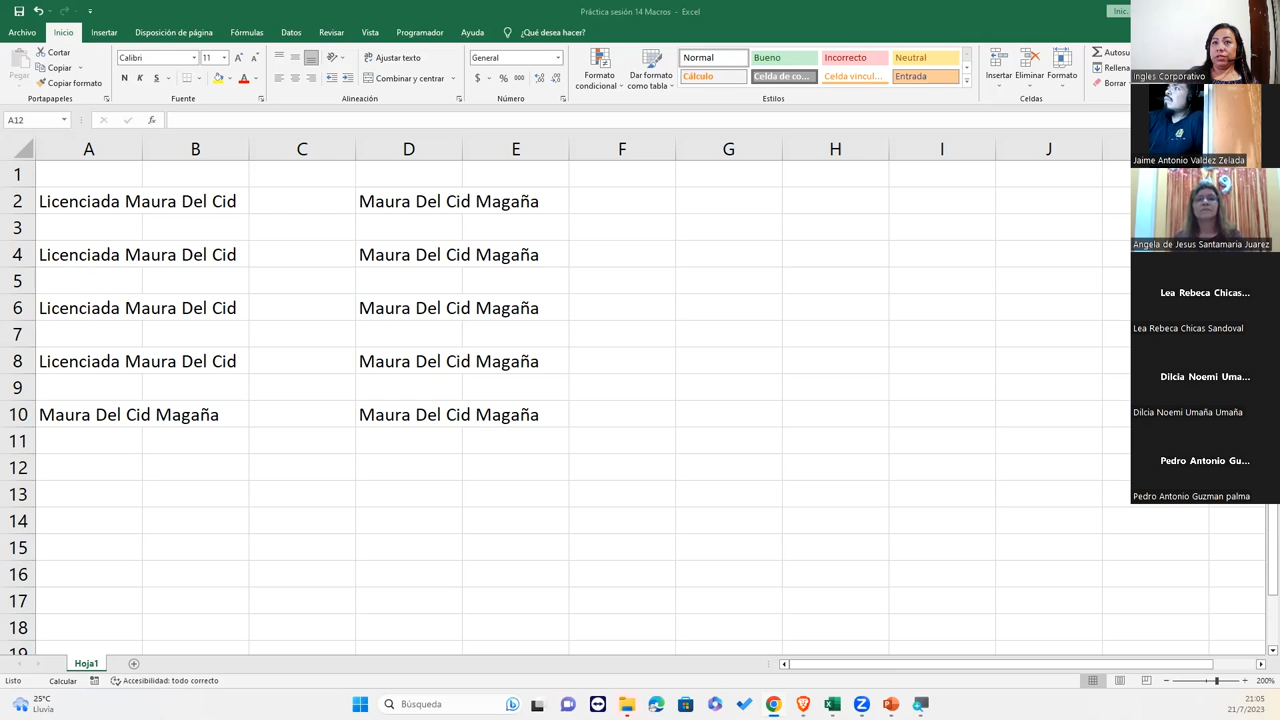 Práctica sesión 14 Macros - Excel
Inic.
Archivo Inicio Insertar Disposición de página Fórmulas Datos Revisar Vista Programador Ayuda ¿Qué desea hacer?
Pegar
Cortar
Copiar
Copiar formato
Portapapeles
Calibri 11
N K S
Fuente
Ajustar texto
Combinar y centrar
Alineación
General
$ % 000
Número
Formato condicional
Dar formato como tabla
Normal Bueno Incorrecto Neutral
Cálculo Celda de co... Celda vincul... Entrada
Estilos
Insertar Eliminar Formato
Celdas
Autosu
Rellena
Borrar
A12
fx
A B C D E F G H I J
1
2 Licenciada Maura Del Cid Maura Del Cid Magaña
3
4 Licenciada Maura Del Cid Maura Del Cid Magaña
5
6 Licenciada Maura Del Cid Maura Del Cid Magaña
7
8 Licenciada Maura Del Cid Maura Del Cid Magaña
9
10 Maura Del Cid Magaña Maura Del Cid Magaña
11
12
13
14
15
16
17
18
19
Ingles Corporativo
Jaime Antonio Valdez Zelada
Angela de Jesus Santamaria Juarez
Lea Rebeca Chicas...
Lea Rebeca Chicas Sandoval
Dilcia Noemi Uma...
Dilcia Noemi Umaña Umaña
Pedro Antonio Gu...
Pedro Antonio Guzman palma
Hoja1
Listo Calcular Accesibilidad: todo correcto
200%
25°C
Lluvia
Búsqueda
21:05
21/7/2023